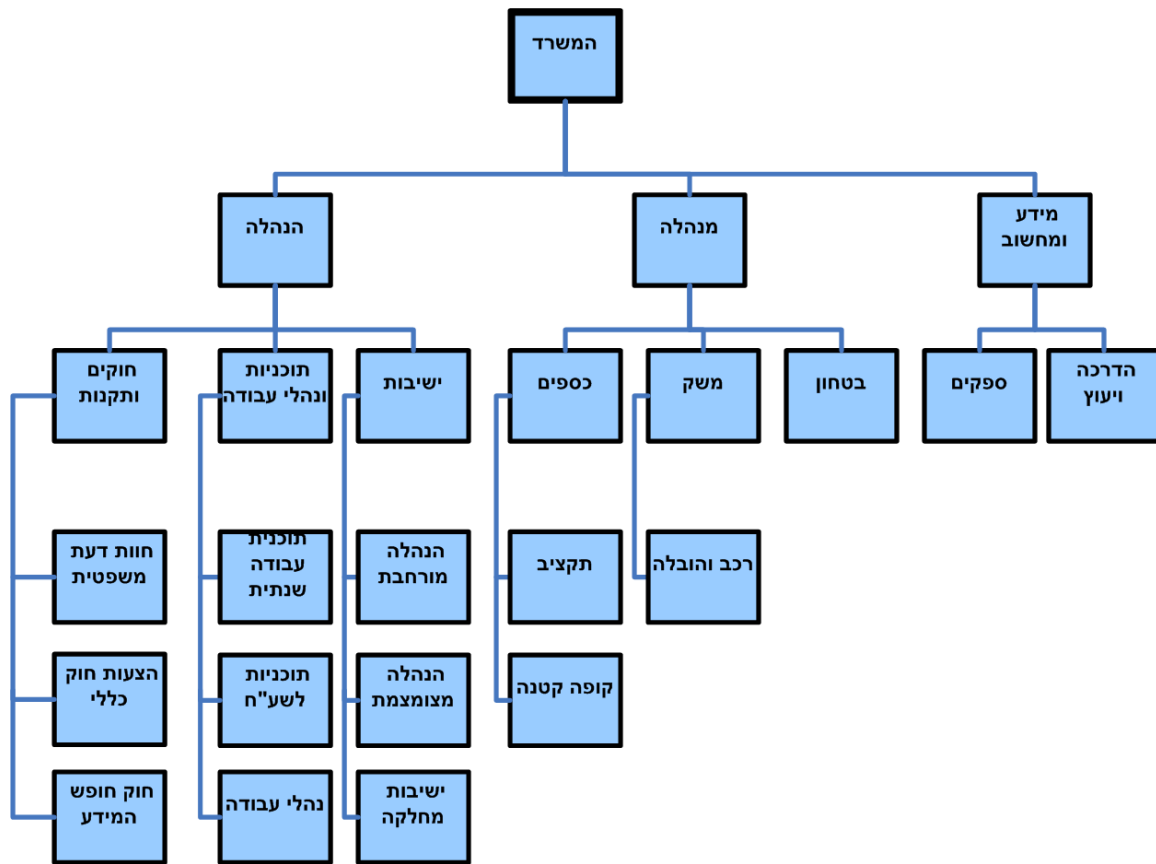 המשרד
מידע
ומחשוב
מנהלה
הנהלה
הדרכה
ויעוץ
ספקים
בטחון
משק
כספים
ישיבות
תוכניות
ונהלי עבודה
חוקים
ותקנות
רכב והובלה
תקציב
הנהלה
מורחבת
תוכנית
עבודה
שנתית
חוות דעת
משפטית
קופה קטנה
הנהלה
מצומצמת
תוכניות
לשע"ח
הצעות חוק
כללי
ישיבות
מחלקה
נהלי עבודה
חוק חופש
המידע